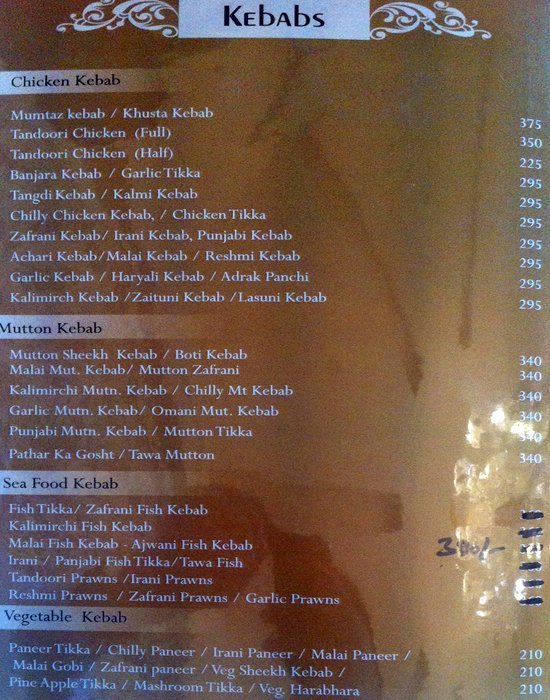 KEBABS
Chicken Kebab
Mumtaz kebab / Khusta Kebab 375
Tandoori Chicken (Full) 350
Tandoori Chicken (Half) 225
Banjara Kebab / Garlic Tikka 295
Tangdi Kebab / Kalmi Kebab 295
Chilly Chicken Kebab, / Chicken Tikka 295
Zafrani Kebab/ Irani Kebab, Punjabi Kebab 295
Achari Kebab/Malai Kebab / Reshmi Kebab 295
Garlic Kebab / Haryali Kebab / Adrak Panchi 295
Kalimirch Kebab /Zaituni Kebab /Lasuni Kebab 295
Mutton Kebab
Mutton Sheekh Kebab / Boti Kebab 340
Malai Mut. Kebab/ Mutton Zafrani 340
Kalimirchi Mutn. Kebab / Chilly Mt Kebab 340
Garlic Mutn. Kebab/ Omani Mut. Kebab 340
Punjabi Mutn. Kebab / Mutton Tikka 340
Pathar Ka Gosht / Tawa Mutton 340
Sea Food Kebab
Fish Tikka/ Zafrani Fish Kebab
Kalimirchi Fish Kebab
Malai Fish Kebab - Ajwani Fish Kebab
Irani / Panjabi Fish Tikka/Tawa Fish
Tandoori Prawns /Irani Prawns
Reshmi Prawns / Zafrani Prawns / Garlic Prawns
Vegetable Kebab
Paneer Tikka / Chilly Paneer / Irani Paneer / Malai Paneer / 210
Malai Gobi / Zafrani paneer / Veg Sheekh Kebab / 210
Pine Apple Tikka / Mashroom Tikka / Veg. Harabhara 210